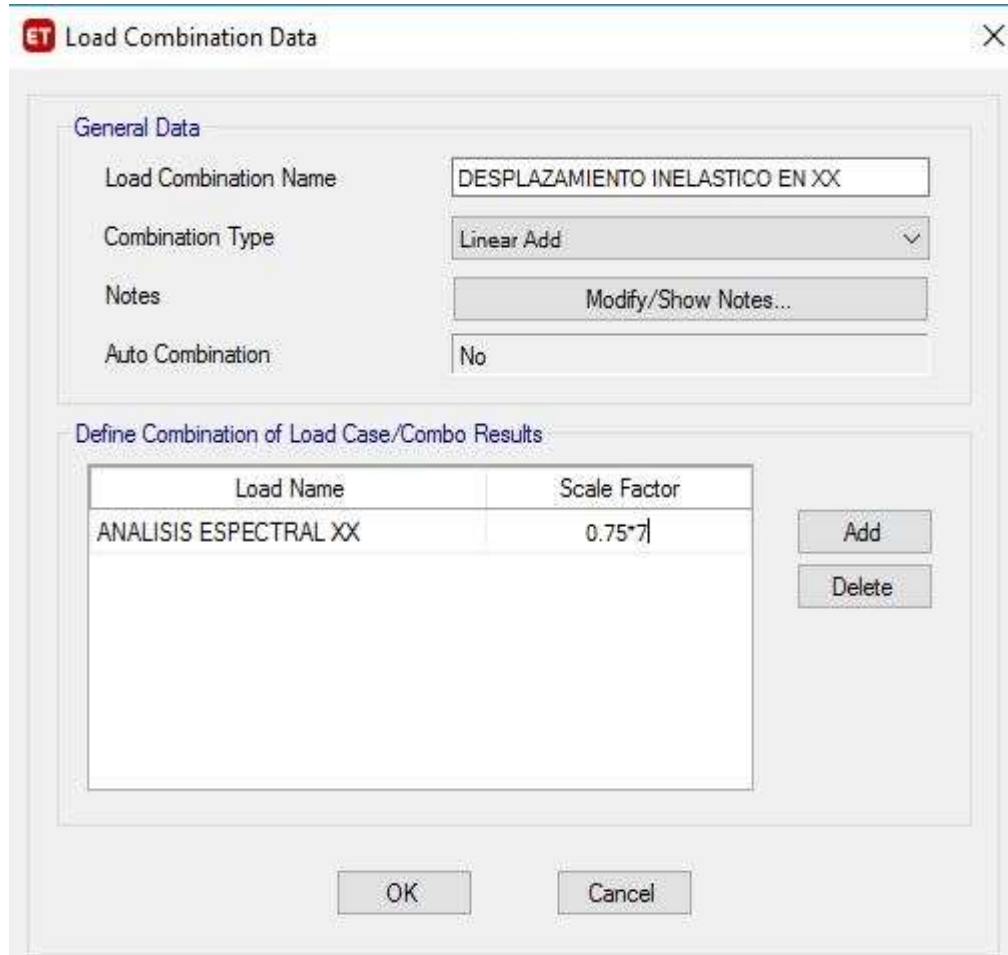 ET Load Combination Data
General Data
Load Combination Name DESPLAZAMIENTO INELASTICO EN XX
Combination Type Linear Add
Notes Modify/Show Notes...
Auto Combination No
Define Combination of Load Case/Combo Results
Load Name Scale Factor
ANALISIS ESPECTRAL XX 0.75*7
Add
Delete
OK Cancel